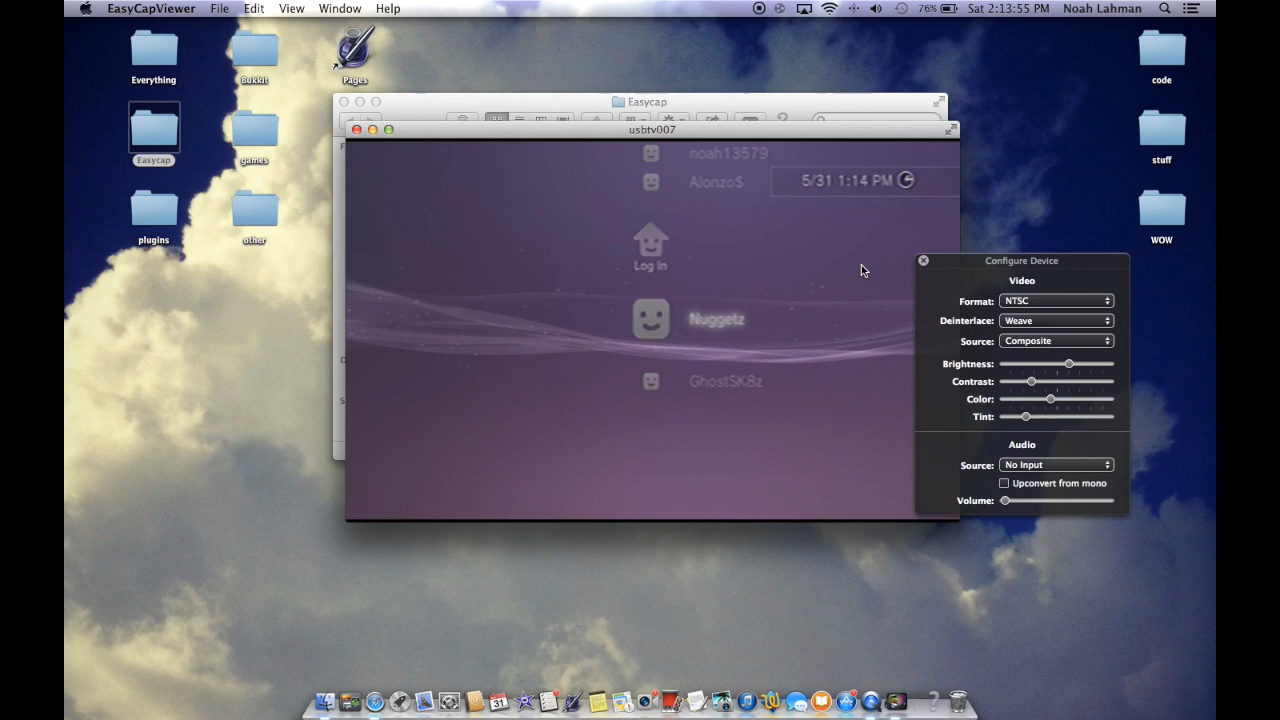 EasyCapViewer File Edit View Window Help 76% Sat 2:13:55 PM Noah Lahman
Everything
Bukkit
Pages
code
Easycap
games
stuff
plugins
other
WOW
Easycap
usbtv007
noah13579
Alonzo$
5/31 1:14 PM
Log In
Nuggetz
GhostSK8z
Configure Device
Video
Format: NTSC
Deinterlace: Weave
Source: Composite
Brightness:
Contrast:
Color:
Tint:
Audio
Source: No Input
Upconvert from mono
Volume:
31